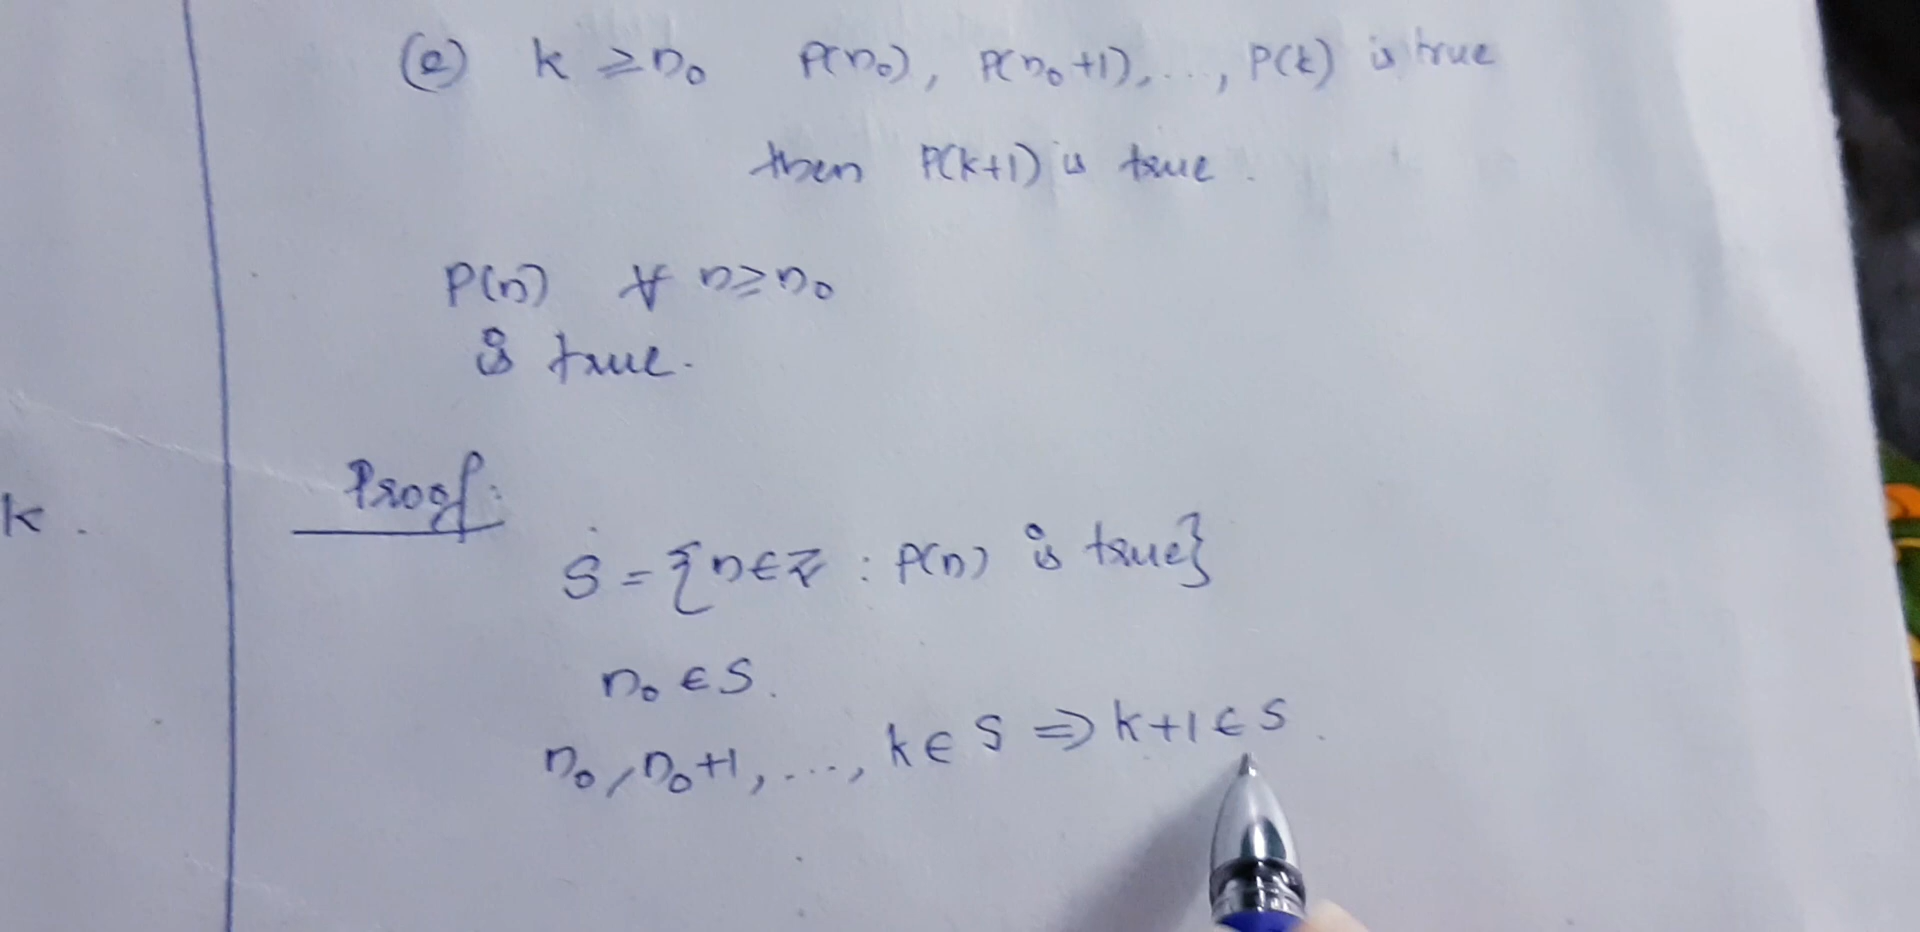 (2) k ≥ n₀ P(n₀), P(n₀+1), ..., P(k) is true
then P(k+1) is true.
P(n) ∀ n ≥ n₀
is true.
k.
Proof:
S = {n ∈ ℤ : P(n) is true}
n₀ ∈ S.
n₀, n₀+1, ..., k ∈ S ⇒ k+1 ∈ S.